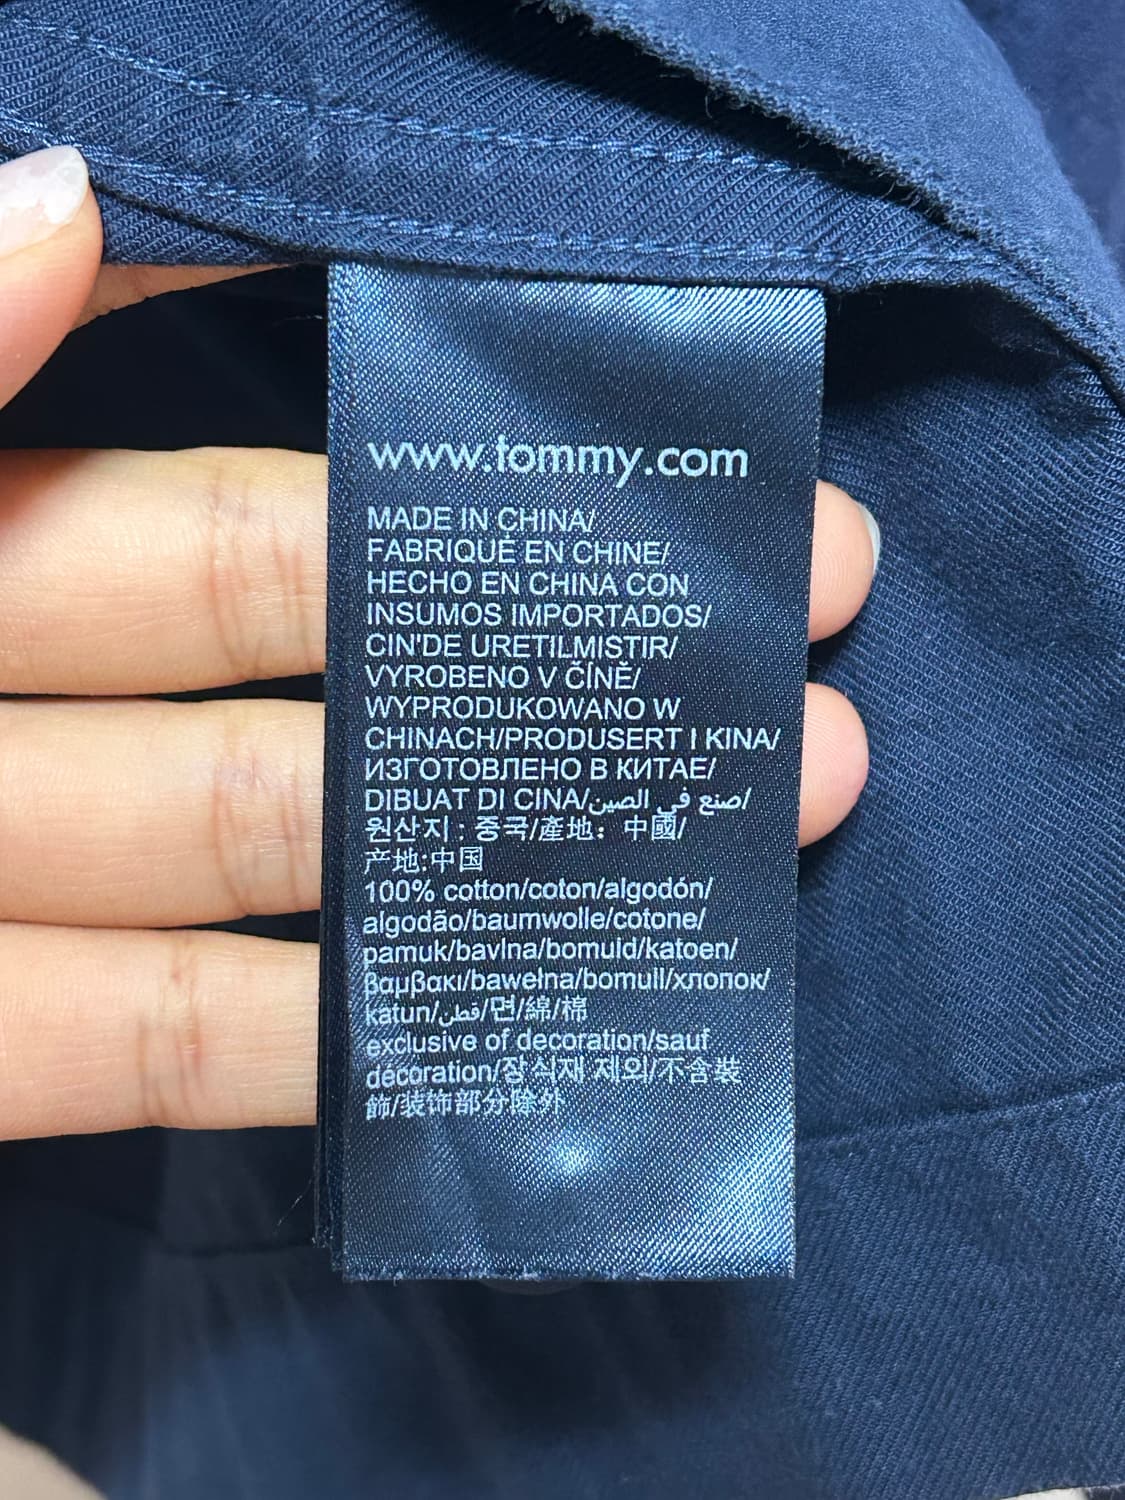 www.tommy.com
MADE IN CHINA/
FABRIQUÉ EN CHINE/
HECHO EN CHINA CON
INSUMOS IMPORTADOS/
CIN'DE URETILMISTIR/
VYROBENO V ČÍNĚ/
WYPRODUKOWANO W
CHINACH/PRODUSERT I KINA/
ИЗГОТОВЛЕНО В КИТАЕ/
DIBUAT DI CINA/صنع في الصين/
원산지 : 중국/產地：中國/
产地:中国
100% cotton/coton/algodón/
algodão/baumwolle/cotone/
pamuk/bavlna/bomuld/katoen/
βαμβακι/bawełna/bomull/хлопок/
katun/قطن/면/綿/棉
exclusive of decoration/sauf
décoration/장식재 제외/不含裝
飾/装饰部分除外